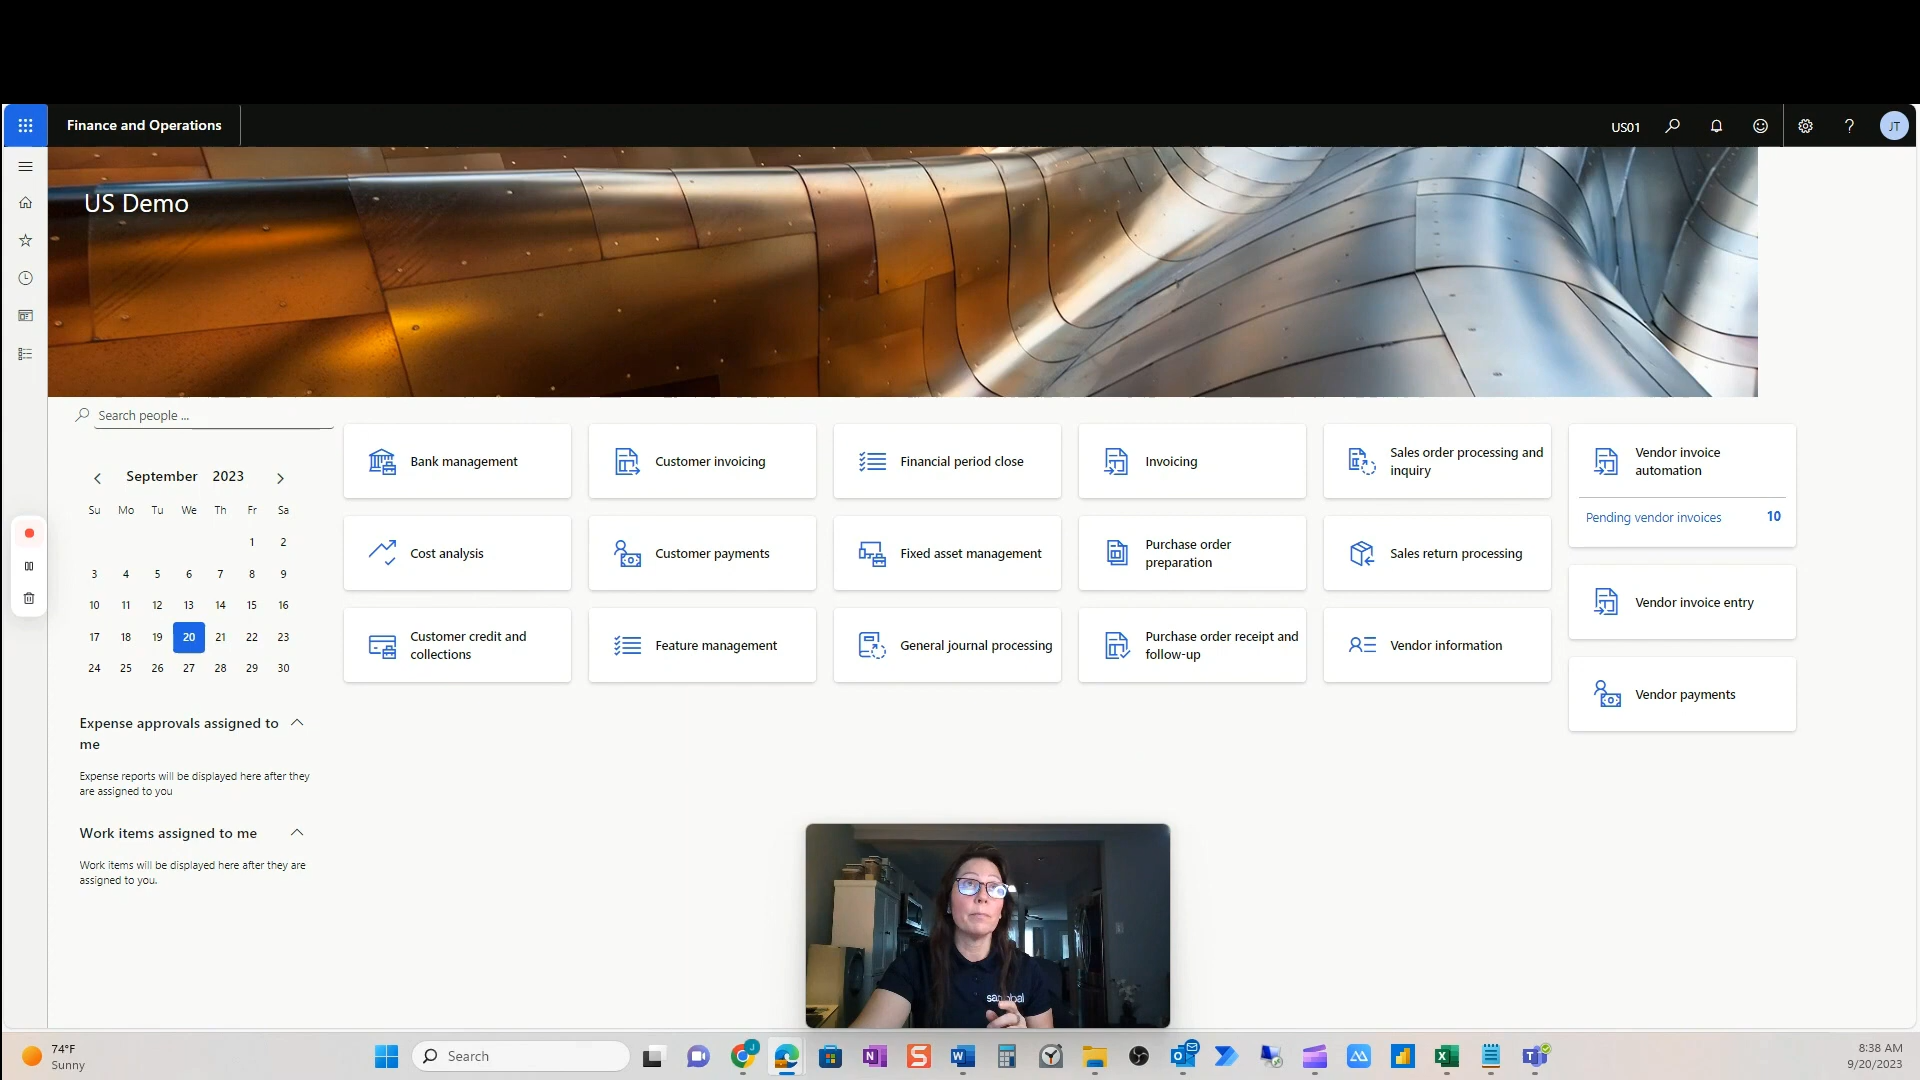 Finance and Operations
US01
JT
US Demo
Search people ...
September 2023
Su Mo Tu We Th Fr Sa
1 2
3 4 5 6 7 8 9
10 11 12 13 14 15 16
17 18 19 20 21 22 23
24 25 26 27 28 29 30
Expense approvals assigned to
me
Expense reports will be displayed here after they
are assigned to you
Work items assigned to me
Work items will be displayed here after they are
assigned to you.
Bank management
Cost analysis
Customer credit and
collections
Customer invoicing
Customer payments
Feature management
Financial period close
Fixed asset management
General journal processing
Invoicing
Purchase order
preparation
Purchase order receipt and
follow-up
Sales order processing and
inquiry
Sales return processing
Vendor information
Vendor invoice
automation
Pending vendor invoices 10
Vendor invoice entry
Vendor payments
74°F
Sunny
Search
8:38 AM
9/20/2023